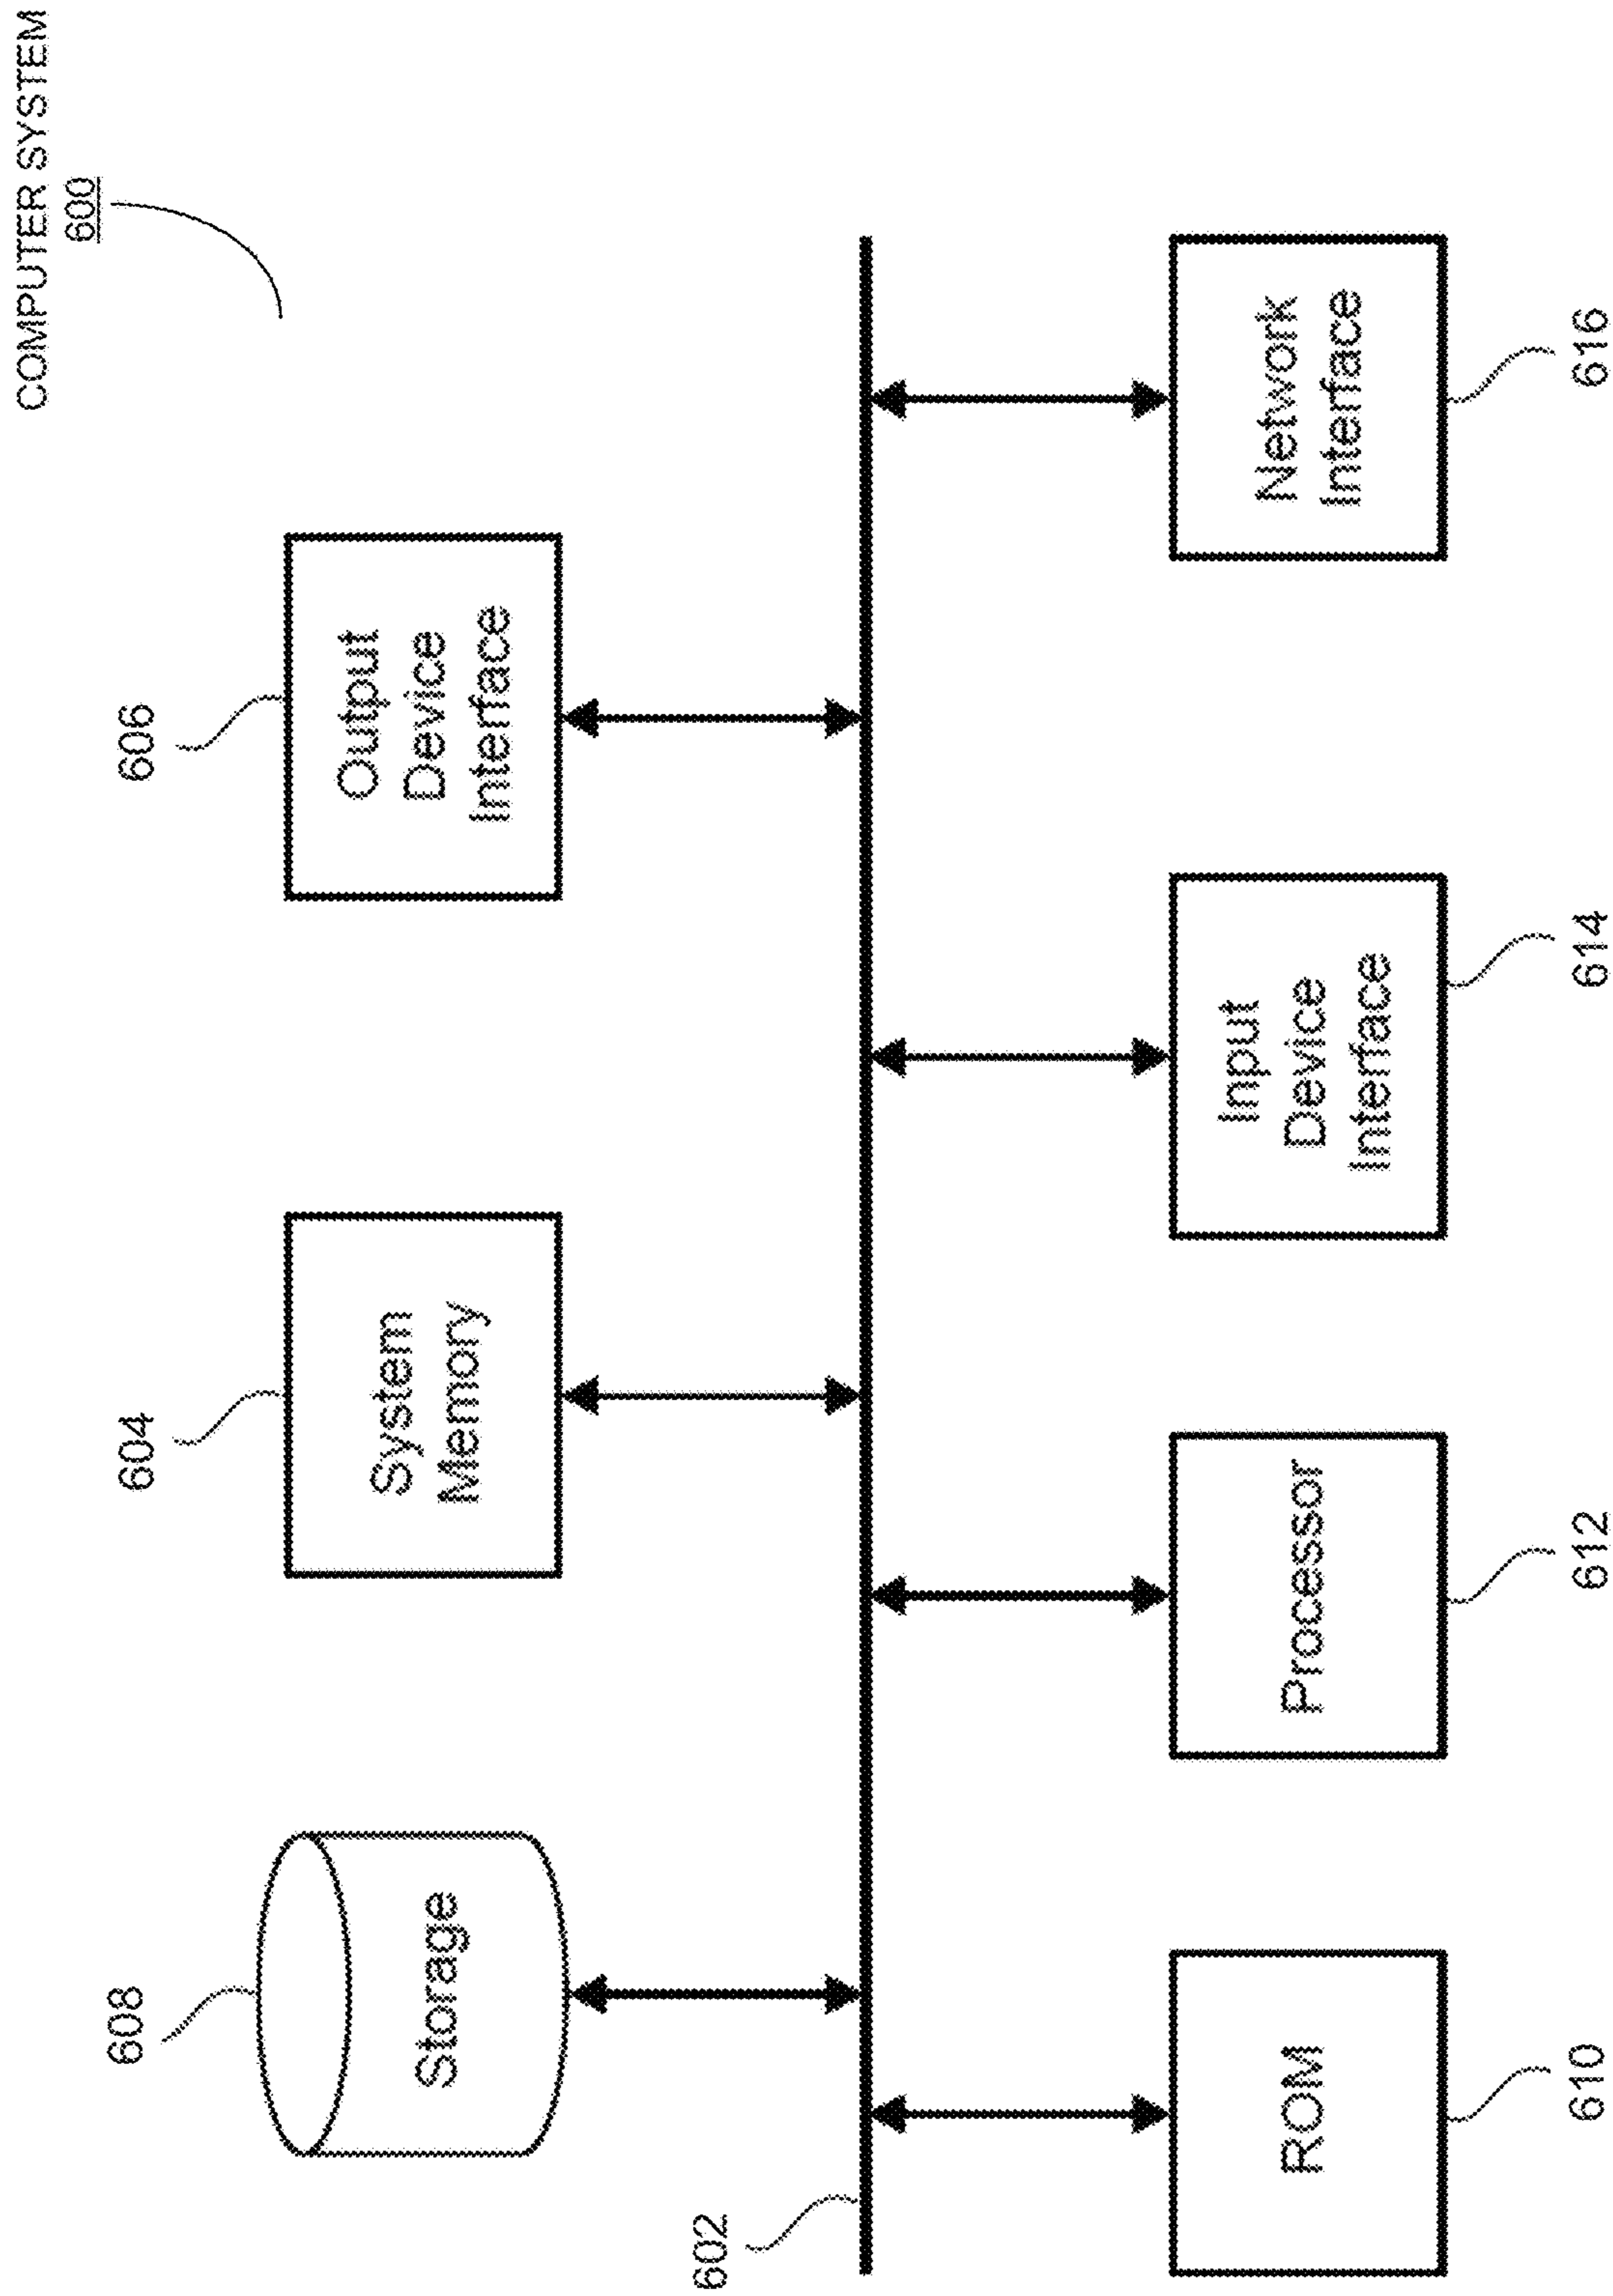 COMPUTER SYSTEM
600
608
604
606
Storage
System
Memory
Output
Device
Interface
602
ROM
Processor
Input
Device
Interface
Network
Interface
610
612
614
616